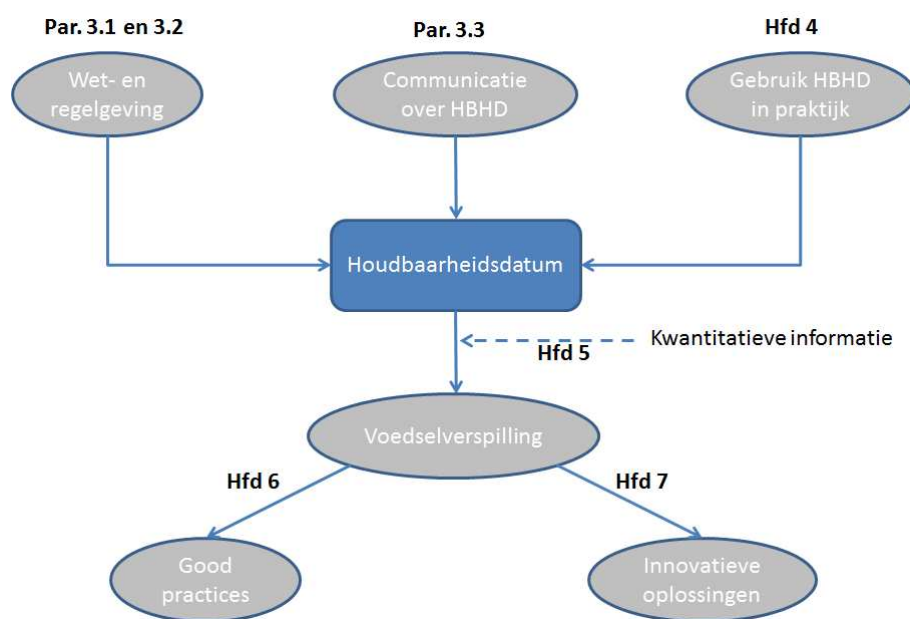 Par. 3.1 en 3.2
Par. 3.3
Hfd 4
Wet- en
regelgeving
Communicatie
over HBHD
Gebruik HBHD
in praktijk
Houdbaarheidsdatum
Kwantitatieve informatie
Hfd 5
Voedselverspilling
Hfd 6
Hfd 7
Good
practices
Innovatieve
oplossingen